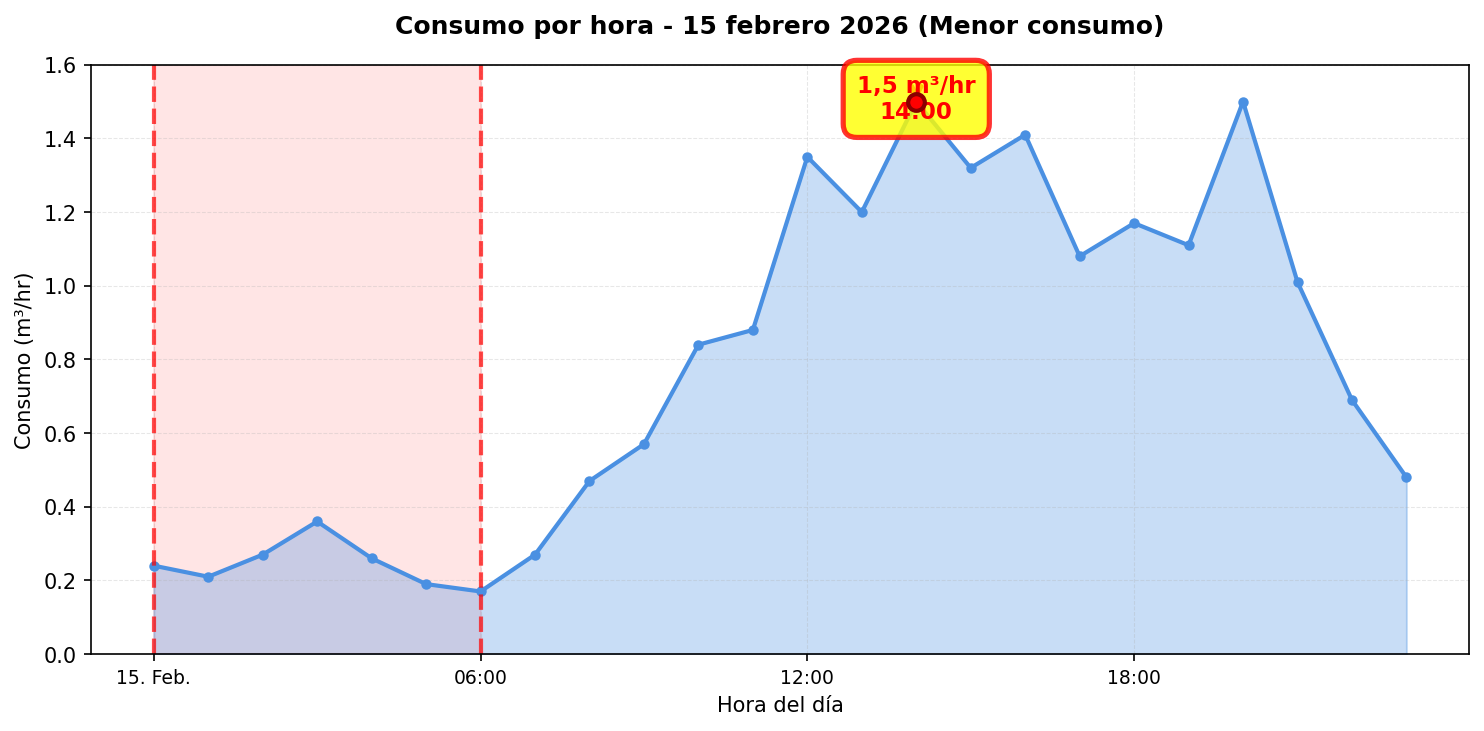 Consumo por hora - 15 febrero 2026 (Menor consumo)
1,5 m³/hr
14:00
1.6
1.4
1.2
1.0
0.8
0.6
0.4
0.2
0.0
Consumo (m³/hr)
15. Feb.
06:00
12:00
18:00
Hora del día